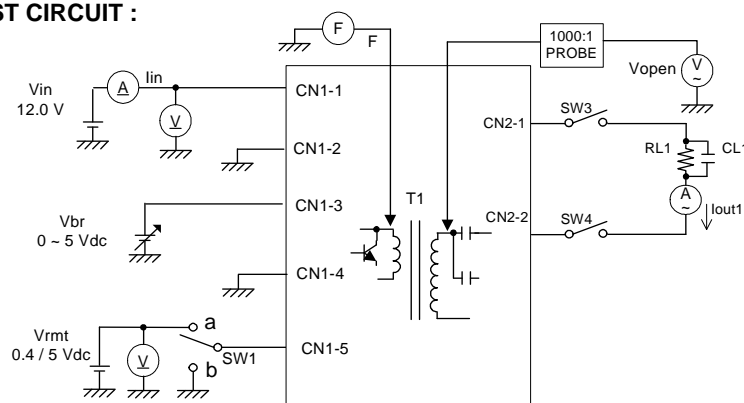 ST CIRCUIT :
F
F
1000:1
PROBE
Vopen
V
~
Vin
12.0 V
A
Iin
V
CN1-1
CN1-2
Vbr
0 ~ 5 Vdc
CN1-3
CN1-4
Vrmt
0.4 / 5 Vdc
V
a
b
SW1
CN1-5
T1
CN2-1
SW3
RL1
CL1
A
~
Iout1
CN2-2
SW4